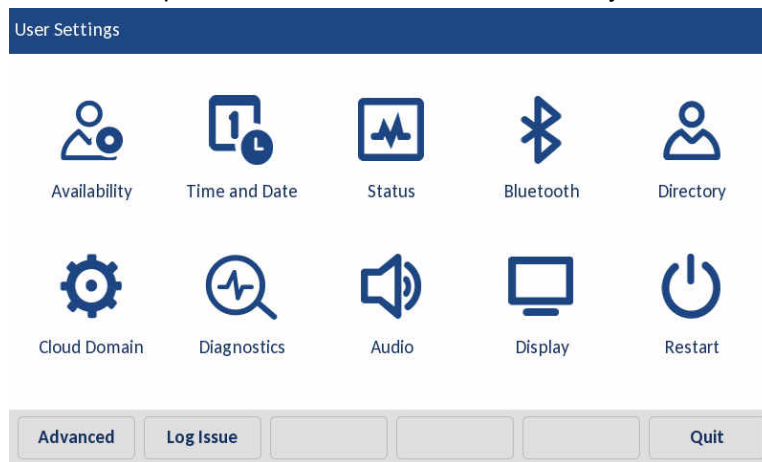 User Settings
1
Availability Time and Date Status Bluetooth Directory
Cloud Domain Diagnostics Audio Display Restart
Advanced Log Issue Quit